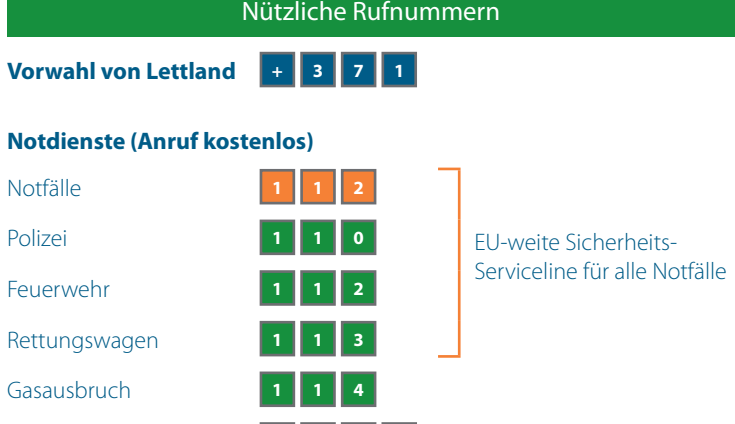 Nützliche Rufnummern
Vorwahl von Lettland + 3 7 1
Notdienste (Anruf kostenlos)
Notfälle 1 1 2
Polizei 1 1 0
Feuerwehr 1 1 2
Rettungswagen 1 1 3
EU-weite Sicherheits-
Serviceline für alle Notfälle
Gasausbruch 1 1 4